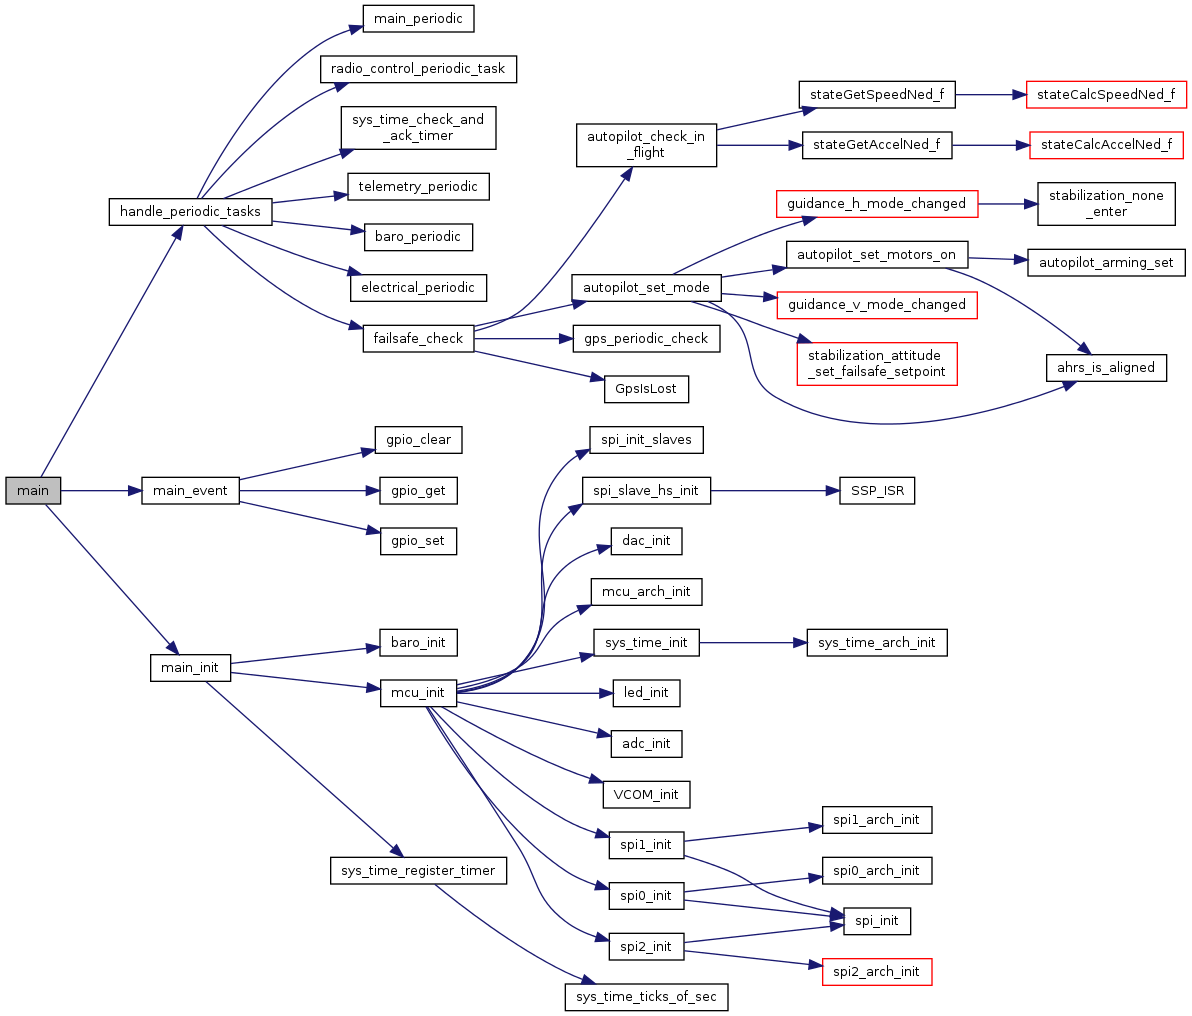 main
handle_periodic_tasks
main_event
main_init
main_periodic
radio_control_periodic_task
sys_time_check_and
_ack_timer
telemetry_periodic
baro_periodic
electrical_periodic
failsafe_check
gpio_clear
gpio_get
gpio_set
baro_init
mcu_init
sys_time_register_timer
autopilot_check_in
_flight
autopilot_set_mode
gps_periodic_check
GpsIsLost
spi_init_slaves
spi_slave_hs_init
dac_init
mcu_arch_init
sys_time_init
led_init
adc_init
VCOM_init
spi1_init
spi0_init
spi2_init
sys_time_ticks_of_sec
stateGetSpeedNed_f
stateGetAccelNed_f
guidance_h_mode_changed
autopilot_set_motors_on
guidance_v_mode_changed
stabilization_attitude
_set_failsafe_setpoint
SSP_ISR
sys_time_arch_init
spi1_arch_init
spi0_arch_init
spi_init
spi2_arch_init
stateCalcSpeedNed_f
stateCalcAccelNed_f
stabilization_none
_enter
autopilot_arming_set
ahrs_is_aligned